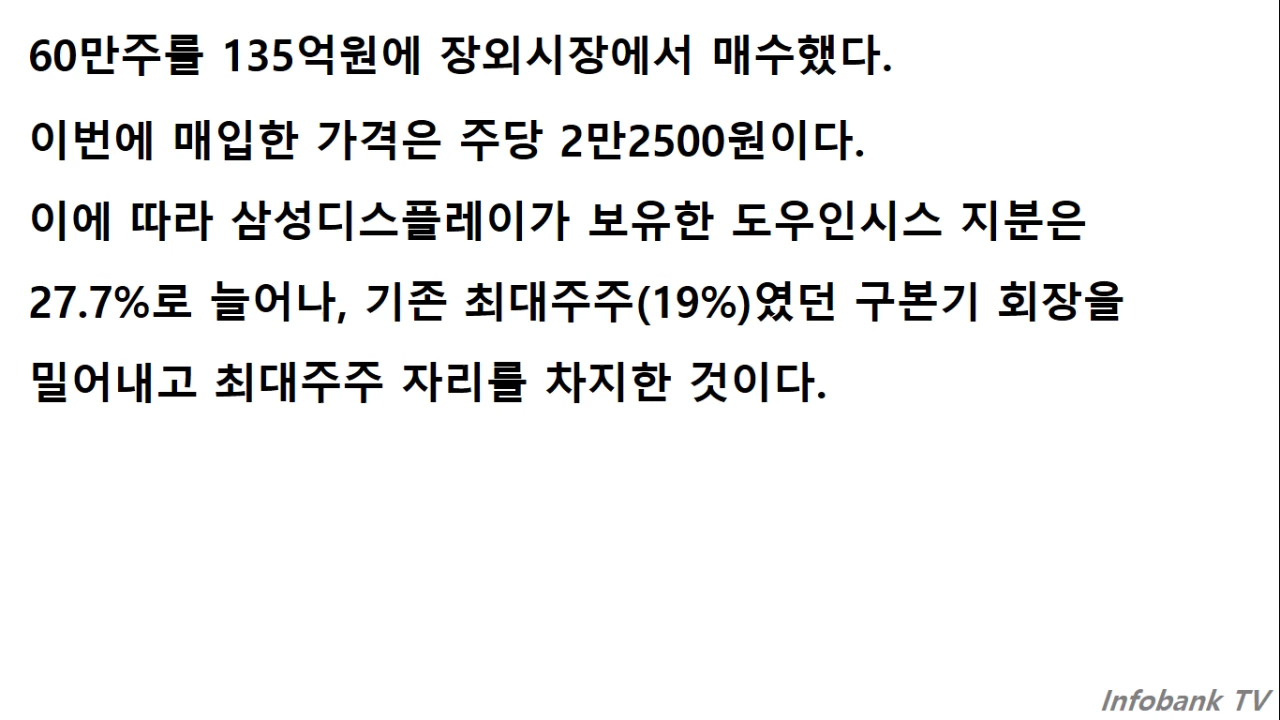 60만주를 135억원에 장외시장에서 매수했다.
이번에 매입한 가격은 주당 2만2500원이다.
이에 따라 삼성디스플레이가 보유한 도우인시스 지분은
27.7%로 늘어나, 기존 최대주주(19%)였던 구본기 회장을
밀어내고 최대주주 자리를 차지한 것이다.
Infobank TV